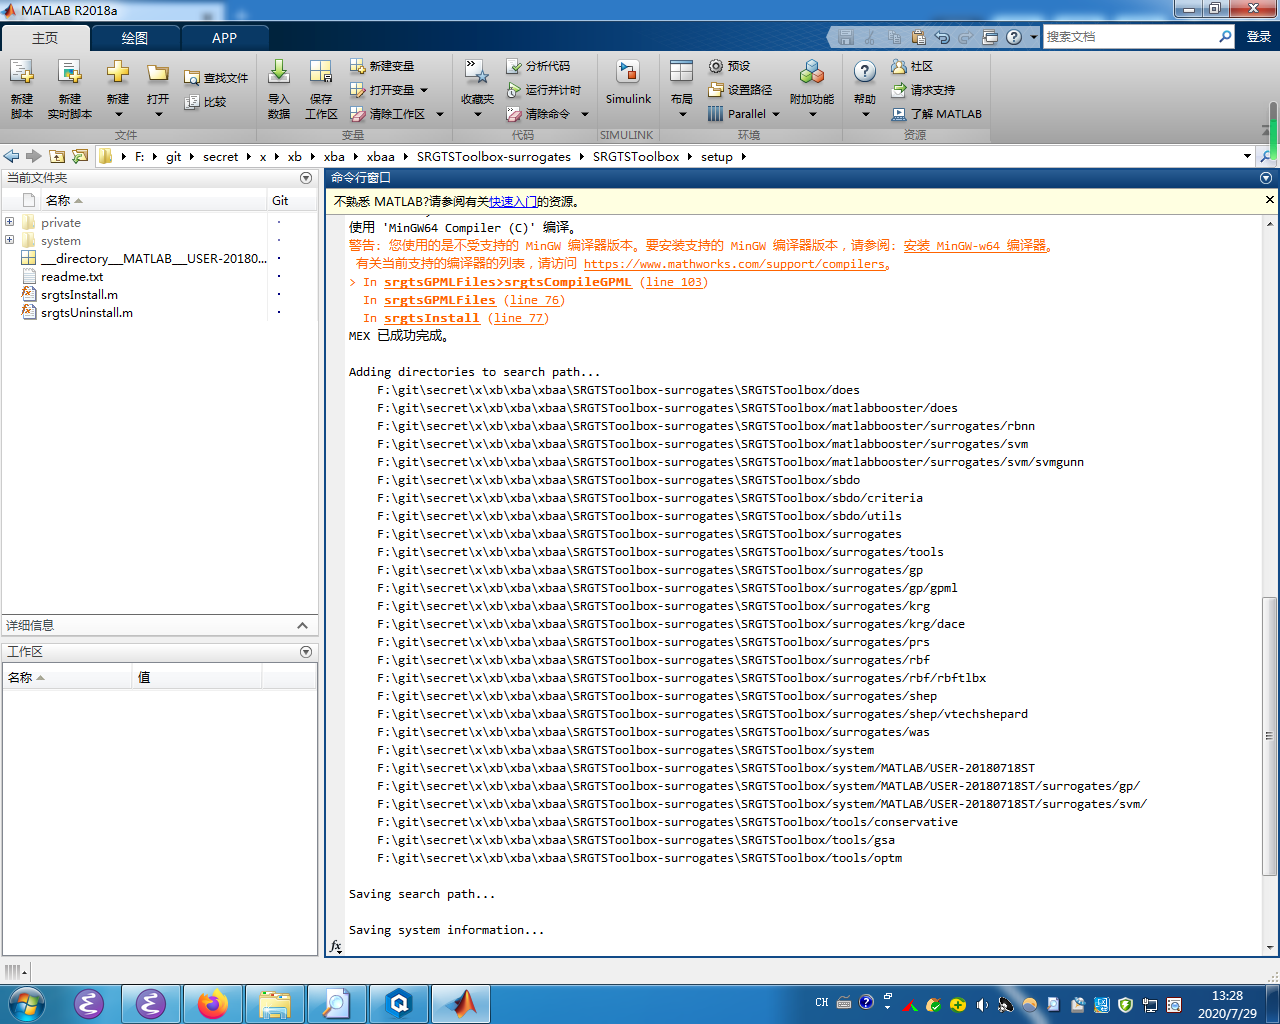 MATLAB R2018a
主页 绘图 APP
搜索文档 登录
新建脚本 新建实时脚本 新建 打开 查找文件 比较
导入数据 保存工作区 新建变量 打开变量 清除工作区
收藏夹 分析代码 运行并计时 清除命令
Simulink
布局 预设 设置路径 Parallel 附加功能
帮助 社区 请求支持 了解 MATLAB
文件 变量 代码 SIMULINK 环境 资源
F: git secret x xb xba xbaa SRGTSToolbox-surrogates SRGTSToolbox setup
当前文件夹
名称 Git
private
system
__directory__MATLAB__USER-20180...
readme.txt
srgtsInstall.m
srgtsUninstall.m
详细信息
工作区
名称 值
命令行窗口
不熟悉 MATLAB?请参阅有关快速入门的资源。
使用 'MinGW64 Compiler (C)' 编译。
警告: 您使用的是不受支持的 MinGW 编译器版本。要安装支持的 MinGW 编译器版本，请参阅: 安装 MinGW-w64 编译器。
有关当前支持的编译器的列表，请访问 https://www.mathworks.com/support/compilers。
> In srgtsGPMLFiles>srgtsCompileGPML (line 103)
In srgtsGPMLFiles (line 76)
In srgtsInstall (line 77)
MEX 已成功完成。
Adding directories to search path...
F:\git\secret\x\xb\xba\xbaa\SRGTSToolbox-surrogates\SRGTSToolbox/does
F:\git\secret\x\xb\xba\xbaa\SRGTSToolbox-surrogates\SRGTSToolbox/matlabbooster/does
F:\git\secret\x\xb\xba\xbaa\SRGTSToolbox-surrogates\SRGTSToolbox/matlabbooster/surrogates/rbnn
F:\git\secret\x\xb\xba\xbaa\SRGTSToolbox-surrogates\SRGTSToolbox/matlabbooster/surrogates/svm
F:\git\secret\x\xb\xba\xbaa\SRGTSToolbox-surrogates\SRGTSToolbox/matlabbooster/surrogates/svm/svmgunn
F:\git\secret\x\xb\xba\xbaa\SRGTSToolbox-surrogates\SRGTSToolbox/sbdo
F:\git\secret\x\xb\xba\xbaa\SRGTSToolbox-surrogates\SRGTSToolbox/sbdo/criteria
F:\git\secret\x\xb\xba\xbaa\SRGTSToolbox-surrogates\SRGTSToolbox/sbdo/utils
F:\git\secret\x\xb\xba\xbaa\SRGTSToolbox-surrogates\SRGTSToolbox/surrogates
F:\git\secret\x\xb\xba\xbaa\SRGTSToolbox-surrogates\SRGTSToolbox/surrogates/tools
F:\git\secret\x\xb\xba\xbaa\SRGTSToolbox-surrogates\SRGTSToolbox/surrogates/gp
F:\git\secret\x\xb\xba\xbaa\SRGTSToolbox-surrogates\SRGTSToolbox/surrogates/gp/gpml
F:\git\secret\x\xb\xba\xbaa\SRGTSToolbox-surrogates\SRGTSToolbox/surrogates/krg
F:\git\secret\x\xb\xba\xbaa\SRGTSToolbox-surrogates\SRGTSToolbox/surrogates/krg/dace
F:\git\secret\x\xb\xba\xbaa\SRGTSToolbox-surrogates\SRGTSToolbox/surrogates/prs
F:\git\secret\x\xb\xba\xbaa\SRGTSToolbox-surrogates\SRGTSToolbox/surrogates/rbf
F:\git\secret\x\xb\xba\xbaa\SRGTSToolbox-surrogates\SRGTSToolbox/surrogates/rbf/rbftlbx
F:\git\secret\x\xb\xba\xbaa\SRGTSToolbox-surrogates\SRGTSToolbox/surrogates/shep
F:\git\secret\x\xb\xba\xbaa\SRGTSToolbox-surrogates\SRGTSToolbox/surrogates/shep/vtechshepard
F:\git\secret\x\xb\xba\xbaa\SRGTSToolbox-surrogates\SRGTSToolbox/surrogates/was
F:\git\secret\x\xb\xba\xbaa\SRGTSToolbox-surrogates\SRGTSToolbox/system
F:\git\secret\x\xb\xba\xbaa\SRGTSToolbox-surrogates\SRGTSToolbox/system/MATLAB/USER-20180718ST
F:\git\secret\x\xb\xba\xbaa\SRGTSToolbox-surrogates\SRGTSToolbox/system/MATLAB/USER-20180718ST/surrogates/gp/
F:\git\secret\x\xb\xba\xbaa\SRGTSToolbox-surrogates\SRGTSToolbox/system/MATLAB/USER-20180718ST/surrogates/svm/
F:\git\secret\x\xb\xba\xbaa\SRGTSToolbox-surrogates\SRGTSToolbox/tools/conservative
F:\git\secret\x\xb\xba\xbaa\SRGTSToolbox-surrogates\SRGTSToolbox/tools/gsa
F:\git\secret\x\xb\xba\xbaa\SRGTSToolbox-surrogates\SRGTSToolbox/tools/optm
Saving search path...
Saving system information...
fx
CH 13:28
2020/7/29